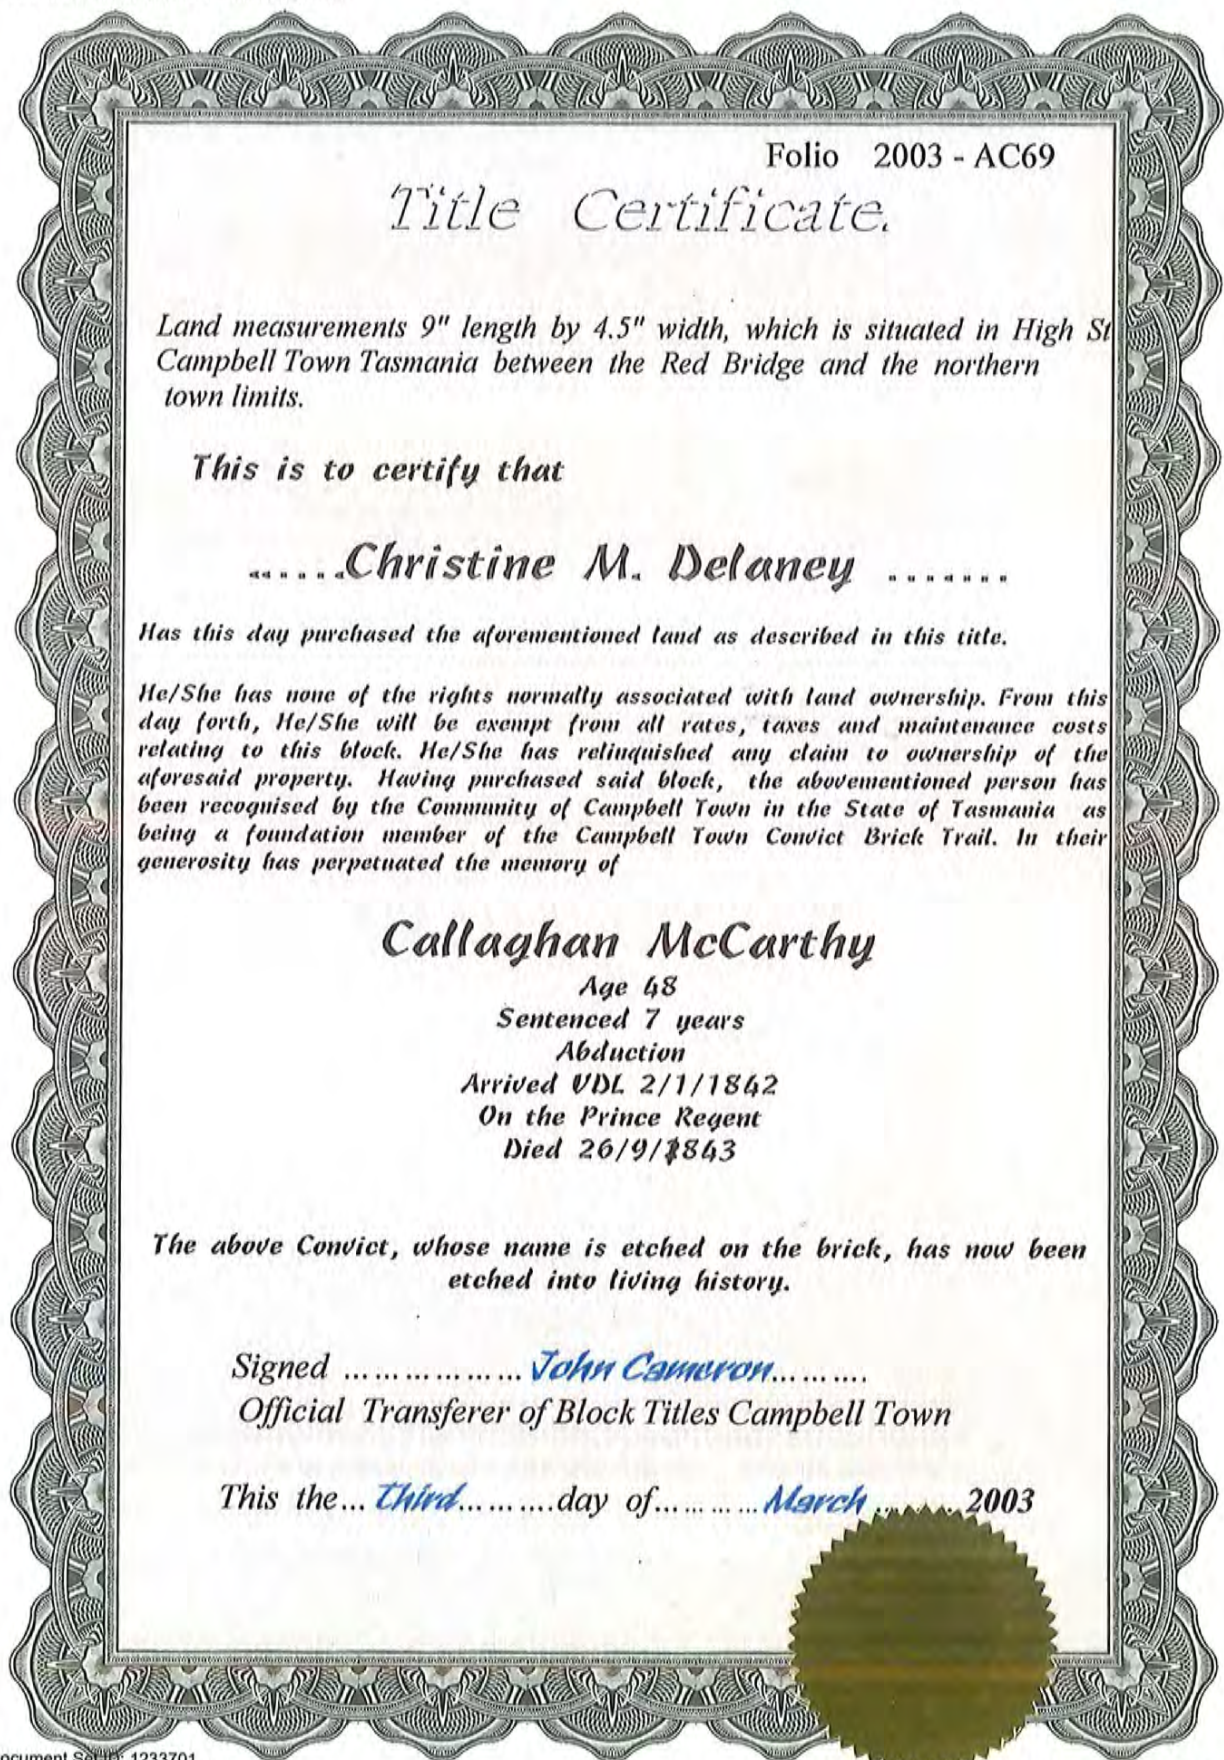 Folio 2003 - AC69
Title Certificate.
Land measurements 9" length by 4.5" width, which is situated in High St
Campbell Town Tasmania between the Red Bridge and the northern
town limits.
This is to certify that
......Christine M. Delaney .......
Has this day purchased the aforementioned land as described in this title.
He/She has none of the rights normally associated with land ownership. From this
day forth, He/She will be exempt from all rates, taxes and maintenance costs
relating to this block. He/She has relinquished any claim to ownership of the
aforesaid property. Having purchased said block, the abovementioned person has
been recognised by the Community of Campbell Town in the State of Tasmania as
being a foundation member of the Campbell Town Convict Brick Trail. In their
generosity has perpetuated the memory of
Callaghan McCarthy
Age 48
Sentenced 7 years
Abduction
Arrived VDL 2/1/1842
On the Prince Regent
Died 26/9/1843
The above Convict, whose name is etched on the brick, has now been
etched into living history.
Signed .................. John Cameron.........
Official Transferer of Block Titles Campbell Town
This the... Third.........day of............March ......... 2003
ocument Set ID: 1233701